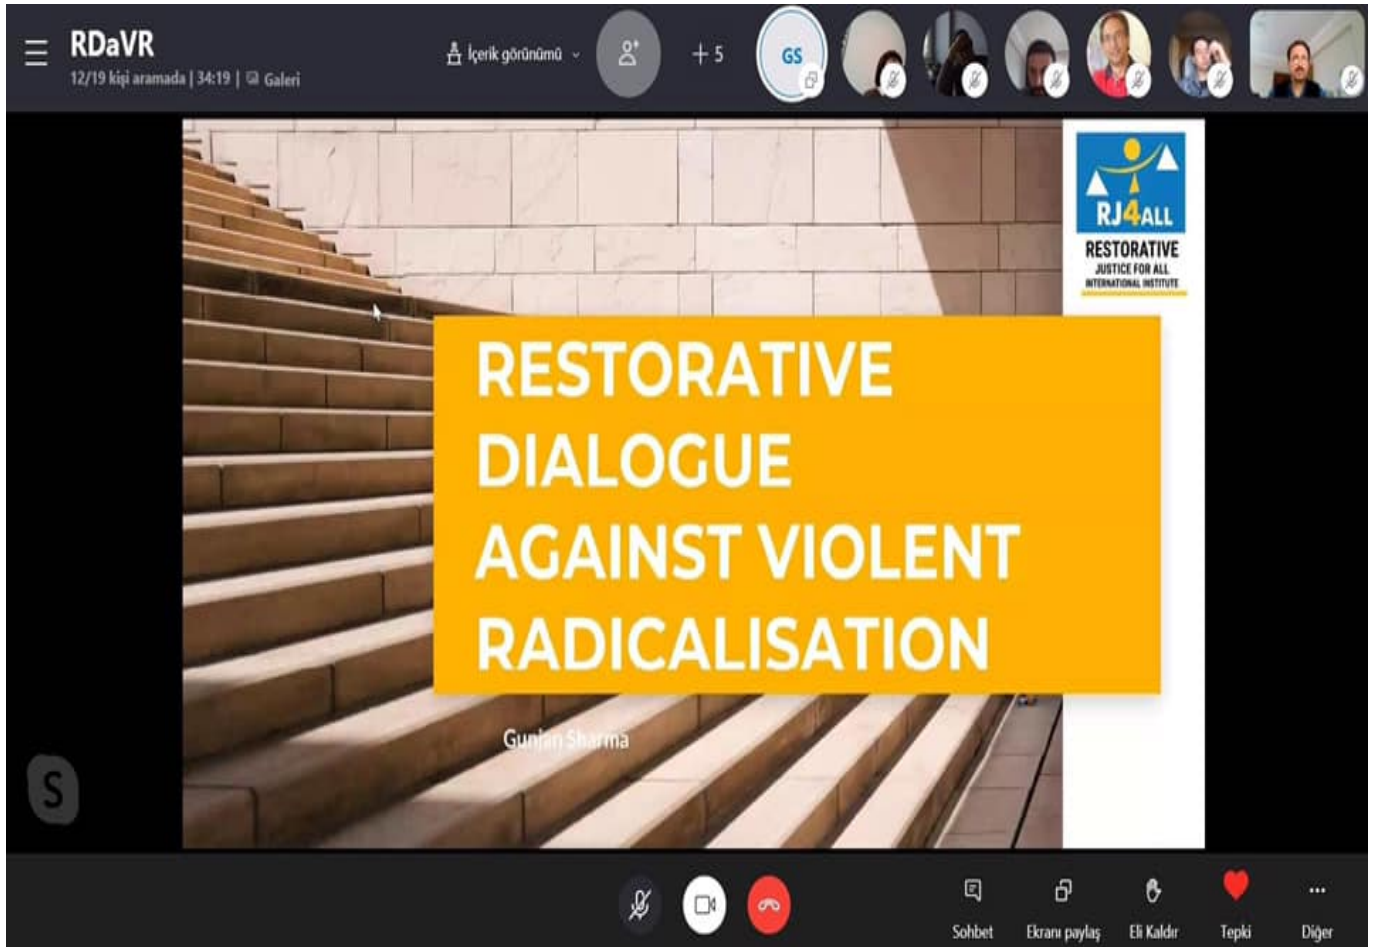 RDaVR
12/19 kişi aramada | 34:19 | Galeri
İçerik görünümü
+5
GS
RJ4ALL
RESTORATIVE
JUSTICE FOR ALL
INTERNATIONAL INSTITUTE
RESTORATIVE
DIALOGUE
AGAINST VIOLENT
RADICALISATION
Gunjan Sharma
S
Sohbet
Ekranı paylaş
Eli Kaldır
Tepki
Diğer